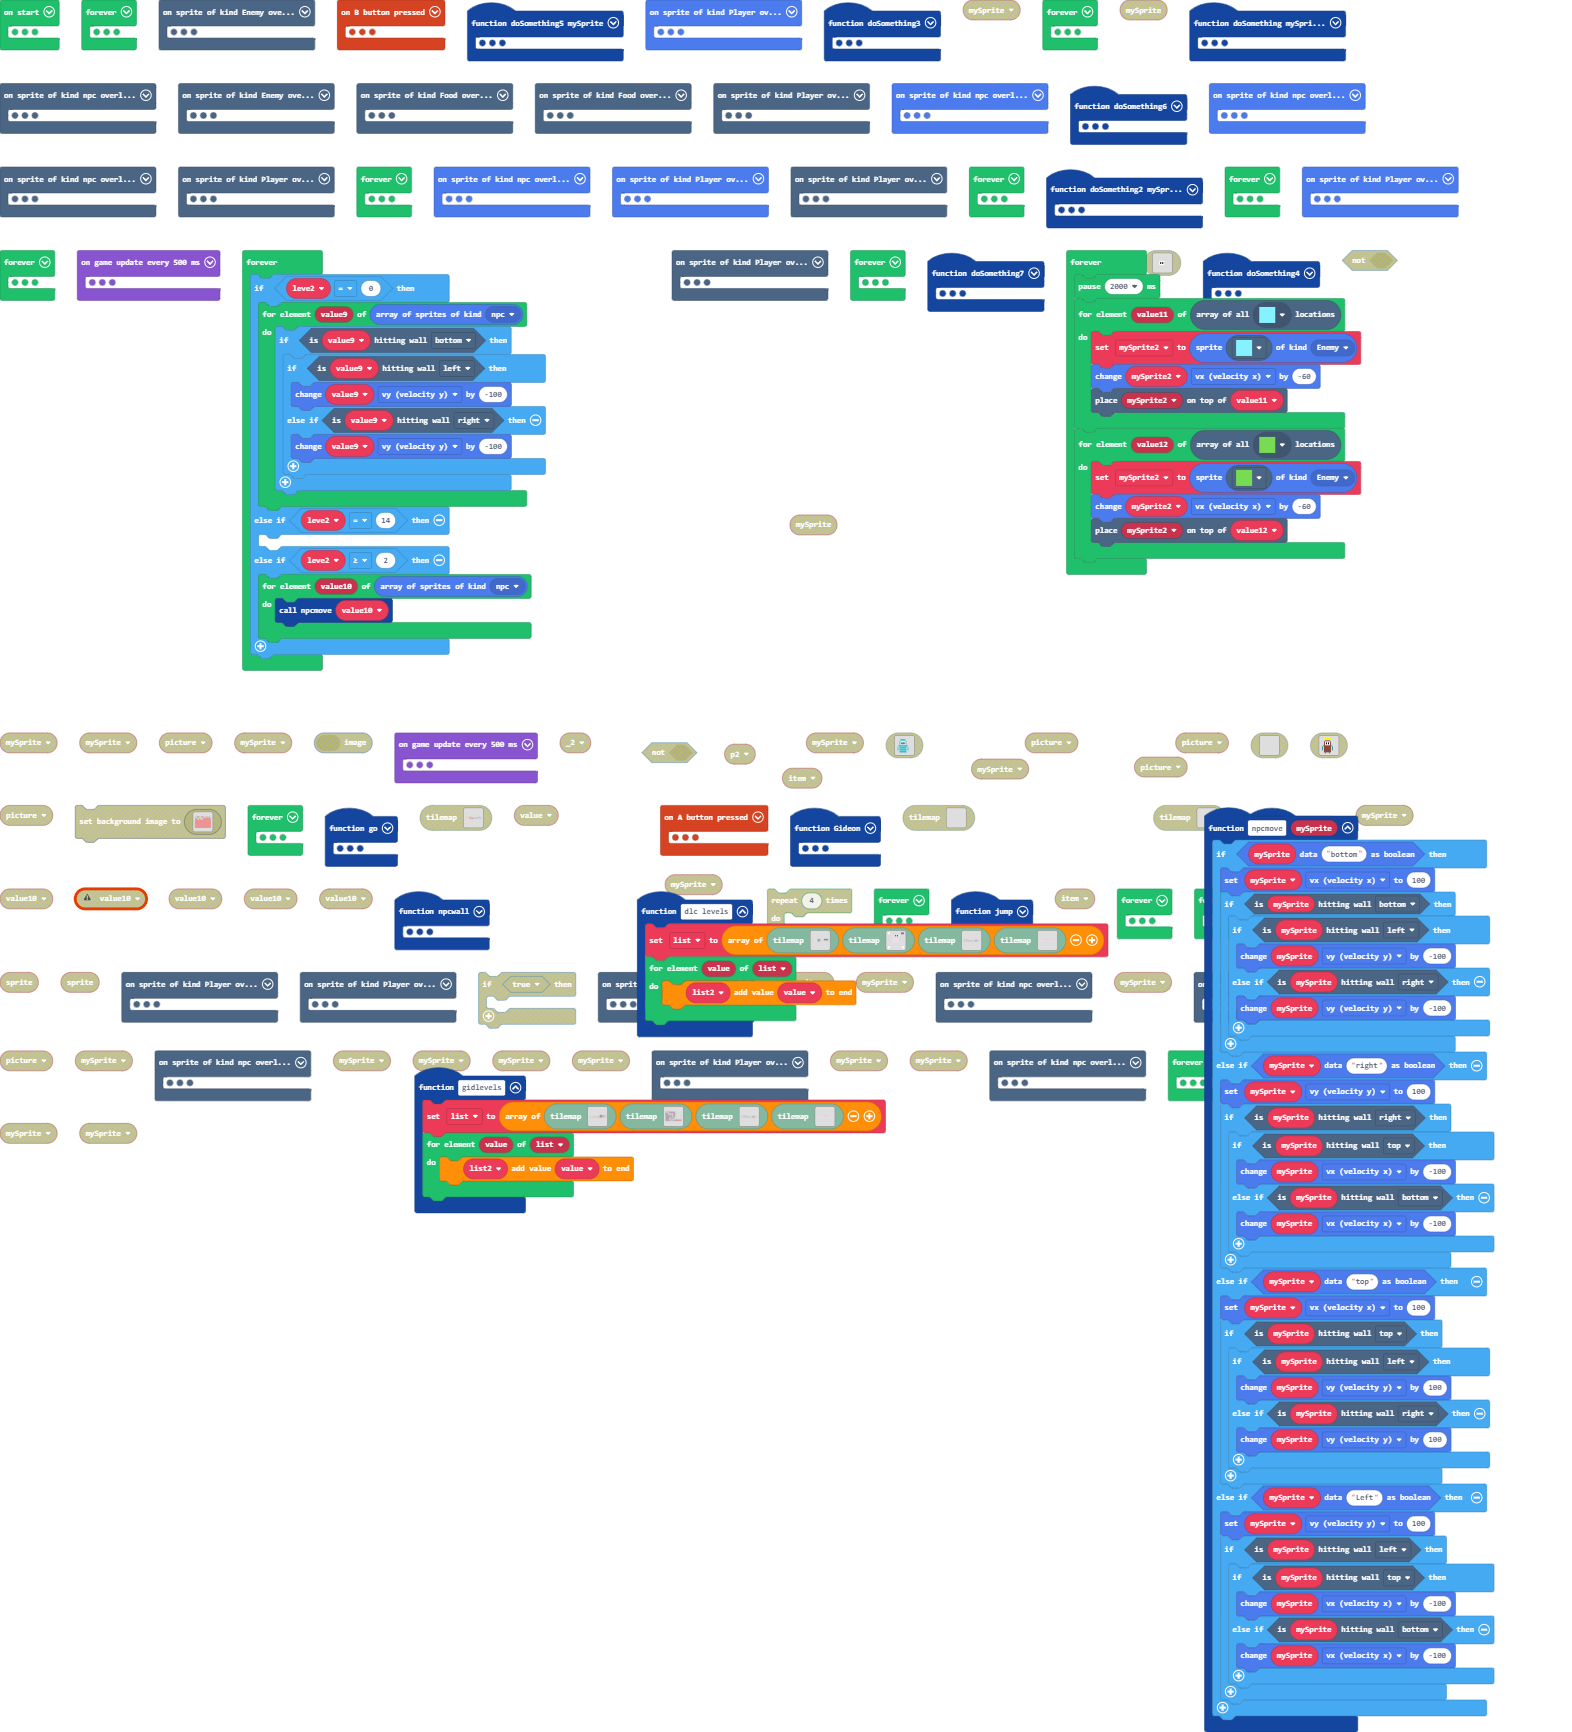 on start
forever
on sprite of kind Enemy ove...
on B button pressed
function doSomething5 mySprite
on sprite of kind Player ov...
function doSomething3
mySprite
forever
mySprite
function doSomething mySpri...
on sprite of kind npc overl...
on sprite of kind Enemy ove...
on sprite of kind Food over...
on sprite of kind Food over...
on sprite of kind Player ov...
on sprite of kind npc overl...
function doSomething6
on sprite of kind npc overl...
on sprite of kind npc overl...
on sprite of kind Player ov...
forever
on sprite of kind npc overl...
on sprite of kind Player ov...
on sprite of kind Player ov...
forever
function doSomething2 mySpr...
forever
on sprite of kind Player ov...
forever
on game update every 500 ms
forever
if leve2 = 0 then
for element value9 of array of sprites of kind npc
do
if is value9 hitting wall bottom then
if is value9 hitting wall left then
change value9 vy (velocity y) by -100
else if is value9 hitting wall right then
change value9 vy (velocity y) by -100
else if leve2 = 14 then
else if leve2 ≥ 2 then
for element value10 of array of sprites of kind npc
do
call npcmove value10
on sprite of kind Player ov...
forever
function doSomething7
forever
pause 2000 ms
for element value11 of array of all locations
do
set mySprite2 to sprite of kind Enemy
change mySprite2 vx (velocity x) by -60
place mySprite2 on top of value11
for element value12 of array of all locations
do
set mySprite2 to sprite of kind Enemy
change mySprite2 vx (velocity x) by -60
place mySprite2 on top of value12
function doSomething4
not
mySprite
mySprite
mySprite
picture
mySprite
image
on game update every 500 ms
_2
not
p2
mySprite
item
picture
mySprite
picture
picture
picture
set background image to
forever
function go
tilemap
value
on A button pressed
function Gideon
tilemap
tilemap
mySprite
value10
value10
value10
value10
value10
function npcwall
mySprite
function dlc levels
set list to array of tilemap tilemap tilemap tilemap
for element value of list
do
list2 add value value to end
repeat 4 times
do
forever
function jump
item
forever
sprite
sprite
on sprite of kind Player ov...
on sprite of kind Player ov...
if true then
on sprit
mySprite
on sprite of kind npc overl...
mySprite
picture
mySprite
on sprite of kind npc overl...
mySprite
mySprite
mySprite
mySprite
on sprite of kind Player ov...
mySprite
mySprite
on sprite of kind npc overl...
forever
mySprite
mySprite
function gidlevels
set list to array of tilemap tilemap tilemap tilemap
for element value of list
do
list2 add value value to end
function npcmove mySprite
if mySprite data "bottom" as boolean then
set mySprite vx (velocity x) to 100
if is mySprite hitting wall bottom then
if is mySprite hitting wall left then
change mySprite vy (velocity y) by -100
else if is mySprite hitting wall right then
change mySprite vy (velocity y) by -100
else if mySprite data "right" as boolean then
set mySprite vy (velocity y) to 100
if is mySprite hitting wall right then
if is mySprite hitting wall top then
change mySprite vx (velocity x) by -100
else if is mySprite hitting wall bottom then
change mySprite vx (velocity x) by -100
else if mySprite data "top" as boolean then
set mySprite vx (velocity x) to 100
if is mySprite hitting wall top then
if is mySprite hitting wall left then
change mySprite vy (velocity y) by 100
else if is mySprite hitting wall right then
change mySprite vy (velocity y) by 100
else if mySprite data "Left" as boolean then
set mySprite vy (velocity y) to 100
if is mySprite hitting wall left then
if is mySprite hitting wall top then
change mySprite vx (velocity x) by -100
else if is mySprite hitting wall bottom then
change mySprite vx (velocity x) by -100